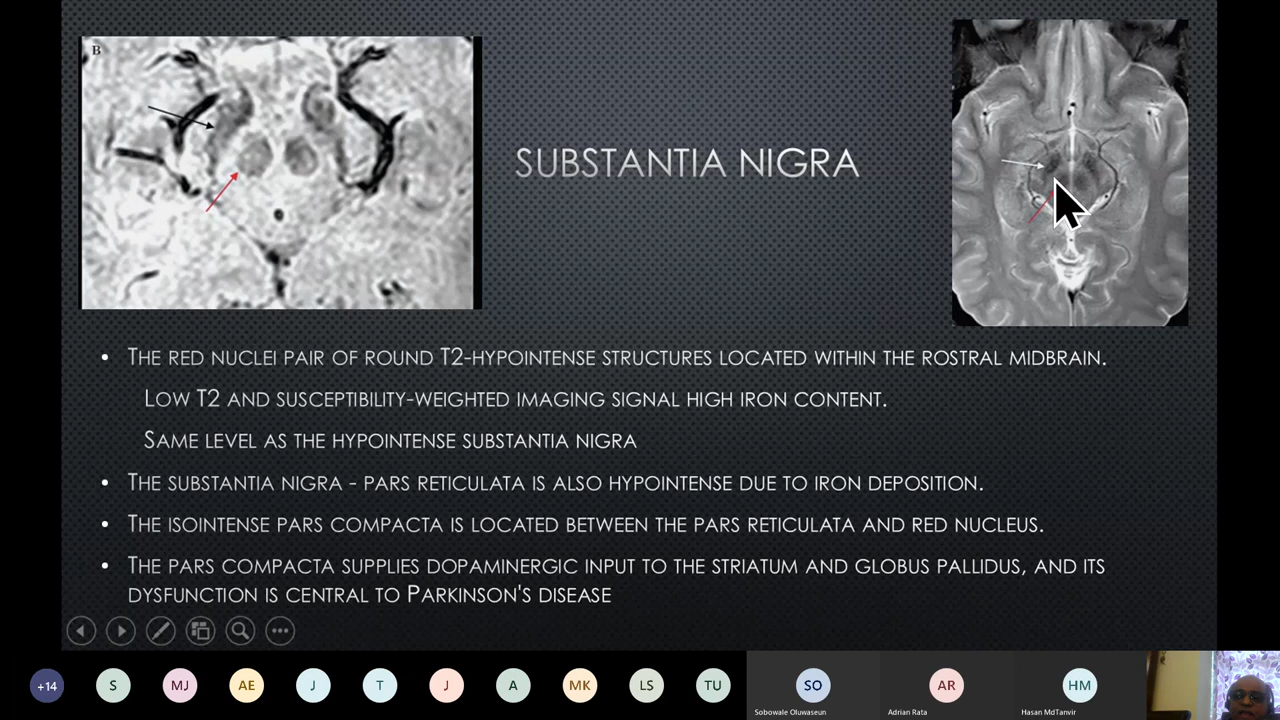 B
SUBSTANTIA NIGRA
• THE RED NUCLEI PAIR OF ROUND T2-HYPOINTENSE STRUCTURES LOCATED WITHIN THE ROSTRAL MIDBRAIN.
LOW T2 AND SUSCEPTIBILITY-WEIGHTED IMAGING SIGNAL HIGH IRON CONTENT.
SAME LEVEL AS THE HYPOINTENSE SUBSTANTIA NIGRA
• THE SUBSTANTIA NIGRA - PARS RETICULATA IS ALSO HYPOINTENSE DUE TO IRON DEPOSITION.
• THE ISOINTENSE PARS COMPACTA IS LOCATED BETWEEN THE PARS RETICULATA AND RED NUCLEUS.
• THE PARS COMPACTA SUPPLIES DOPAMINERGIC INPUT TO THE STRIATUM AND GLOBUS PALLIDUS, AND ITS
DYSFUNCTION IS CENTRAL TO PARKINSON'S DISEASE
+14 S MJ AE J T J A MK LS TU SO AR HM
Sobowale Oluwaseun Adrian Rata Hasan MdTanvir